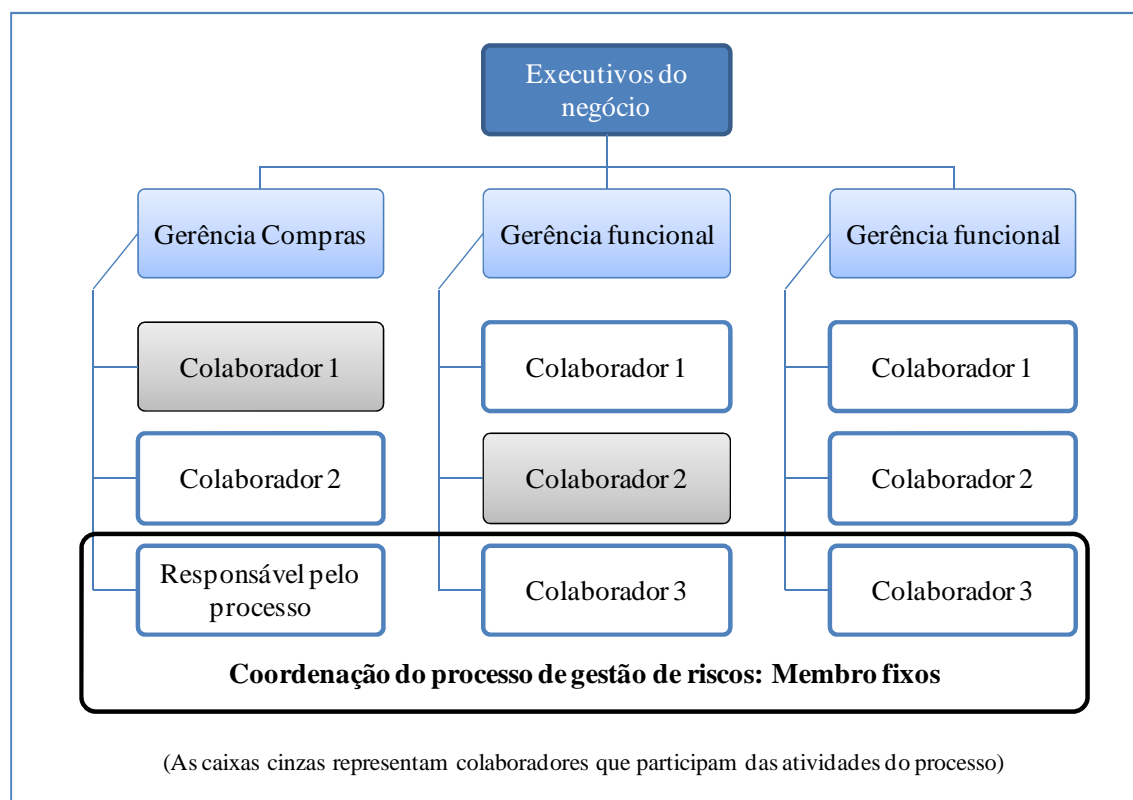 Executivos do
negócio
Gerência Compras
Gerência funcional
Gerência funcional
Colaborador 1
Colaborador 1
Colaborador 1
Colaborador 2
Colaborador 2
Colaborador 2
Responsável pelo
processo
Colaborador 3
Colaborador 3
Coordenação do processo de gestão de riscos: Membro fixos
(As caixas cinzas representam colaboradores que participam das atividades do processo)